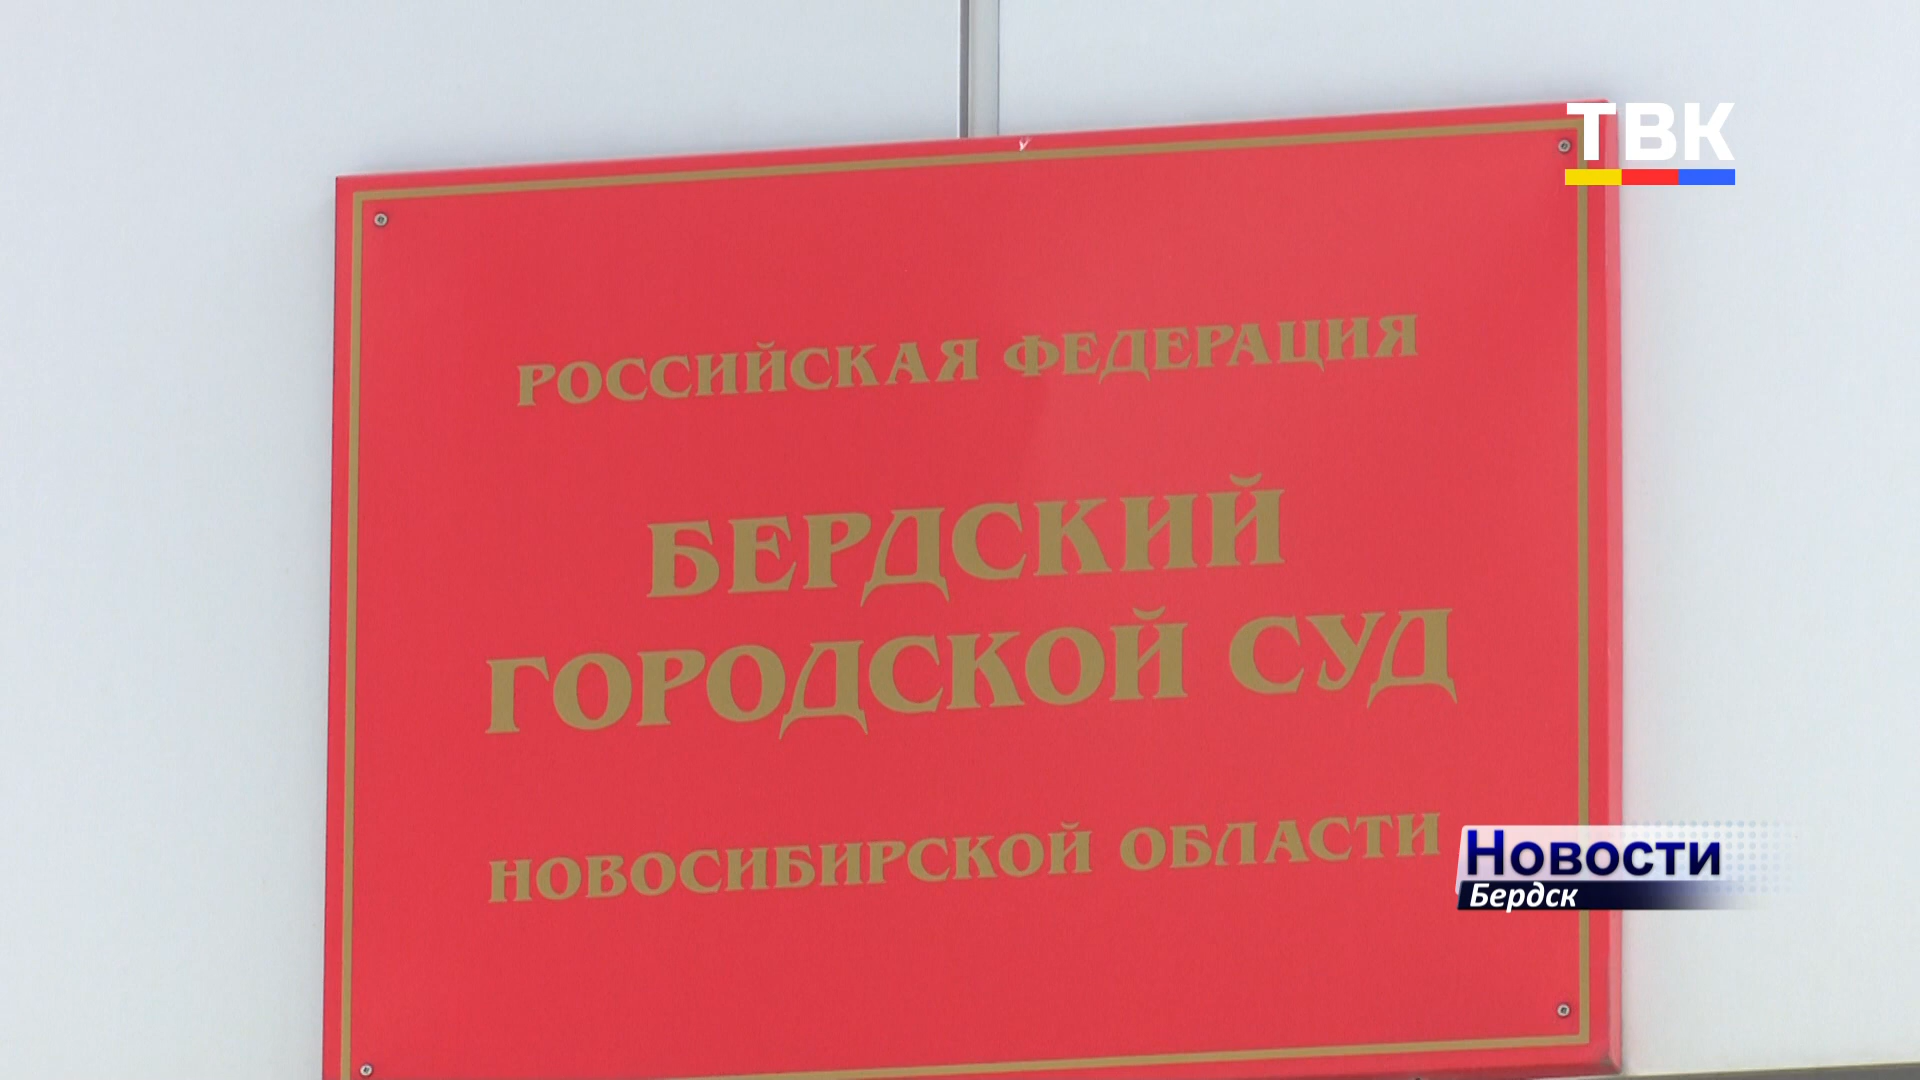 ТВК
РОССИЙСКАЯ ФЕДЕРАЦИЯ
БЕРДСКИЙ
ГОРОДСКОЙ СУД
НОВОСИБИРСКОЙ ОБЛАСТИ
Новости
Бердск